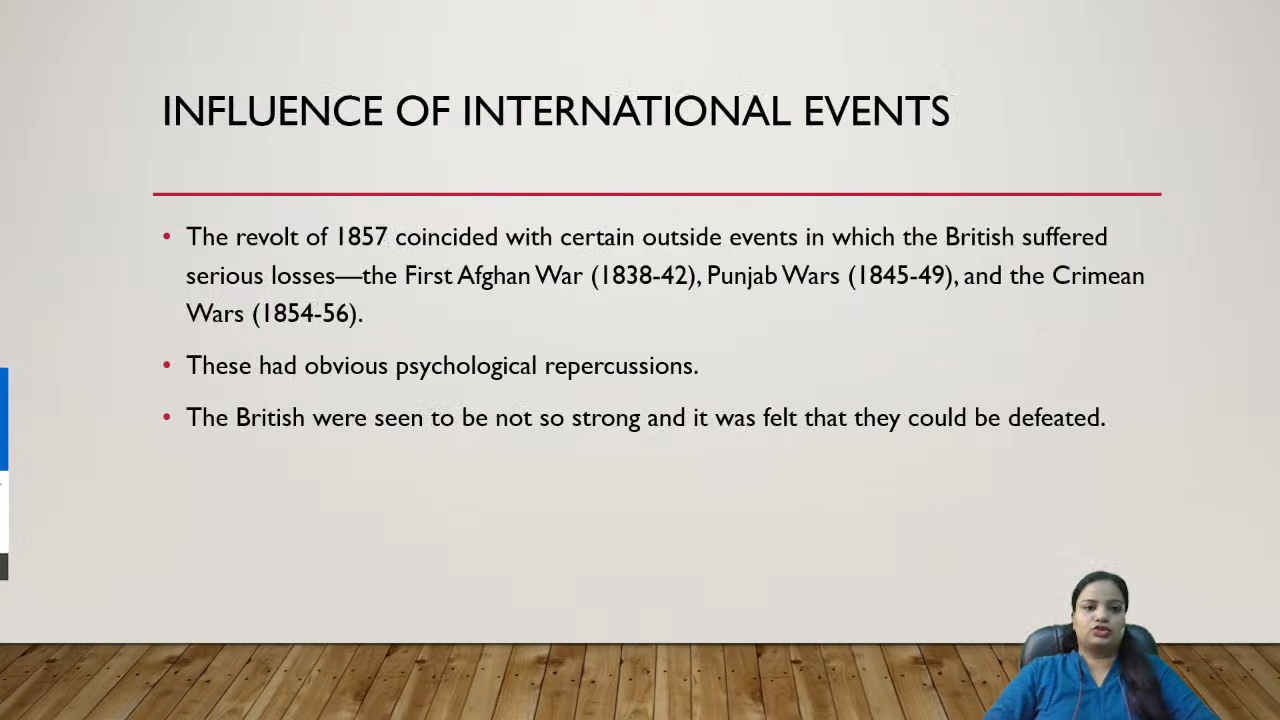 INFLUENCE OF INTERNATIONAL EVENTS
• The revolt of 1857 coincided with certain outside events in which the British suffered
serious losses—the First Afghan War (1838-42), Punjab Wars (1845-49), and the Crimean
Wars (1854-56).
• These had obvious psychological repercussions.
• The British were seen to be not so strong and it was felt that they could be defeated.